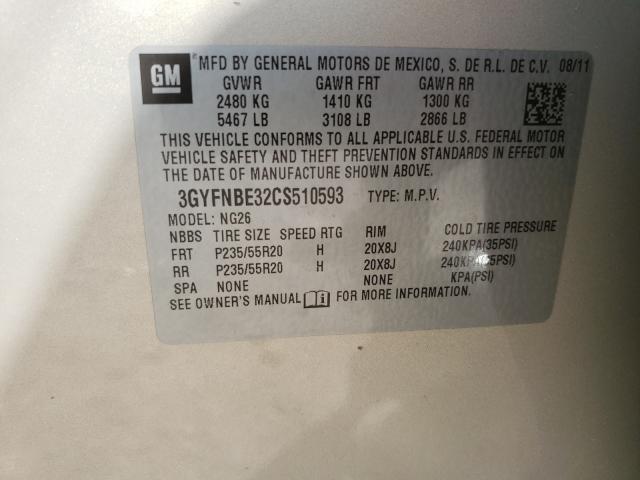 GM MFD BY GENERAL MOTORS DE MEXICO, S. DE R.L. DE C.V. 08/11
GVWR GAWR FRT GAWR RR
2480 KG 1410 KG 1300 KG
5467 LB 3108 LB 2866 LB
THIS VEHICLE CONFORMS TO ALL APPLICABLE U.S. FEDERAL MOTOR
VEHICLE SAFETY AND THEFT PREVENTION STANDARDS IN EFFECT ON
THE DATE OF MANUFACTURE SHOWN ABOVE.
3GYFNBE32CS510593 TYPE: M.P.V.
MODEL: NG26
NBBS TIRE SIZE SPEED RTG RIM COLD TIRE PRESSURE
FRT P235/55R20 H 20X8J 240KPA(35PSI)
RR P235/55R20 H 20X8J 240KPA(35PSI)
SPA NONE NONE KPA(PSI)
SEE OWNER'S MANUAL FOR MORE INFORMATION.